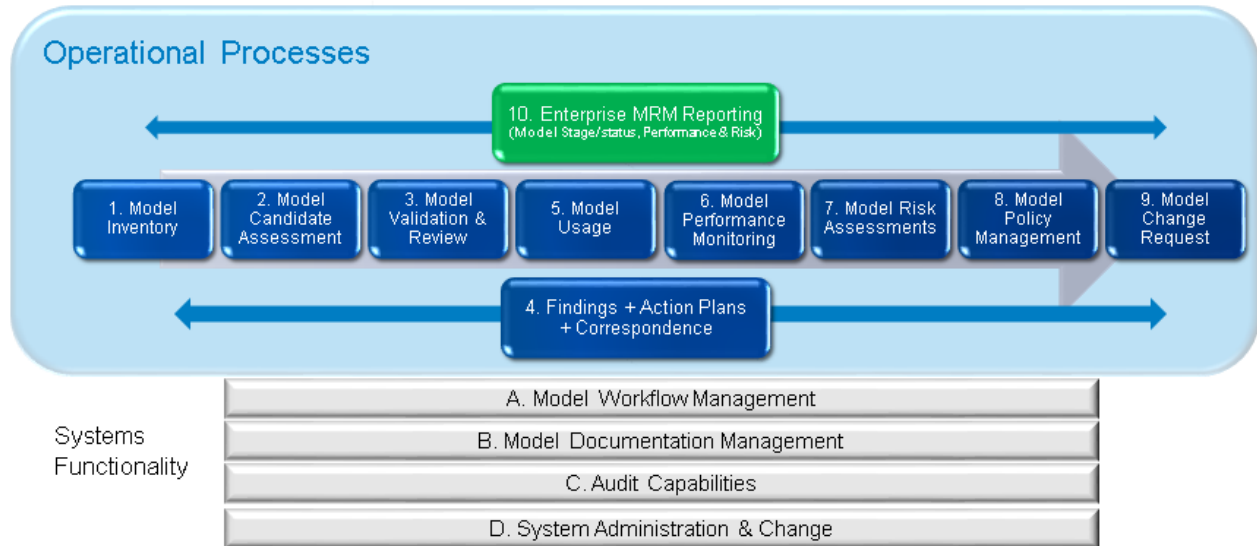 Operational Processes
10. Enterprise MRM Reporting
(Model Stage/status, Performance & Risk)
1. Model
Inventory
2. Model
Candidate
Assessment
3. Model
Validation &
Review
5. Model
Usage
6. Model
Performance
Monitoring
7. Model Risk
Assessments
8. Model
Policy
Management
9. Model
Change
Request
4. Findings + Action Plans
+ Correspondence
Systems
Functionality
A. Model Workflow Management
B. Model Documentation Management
C. Audit Capabilities
D. System Administration & Change